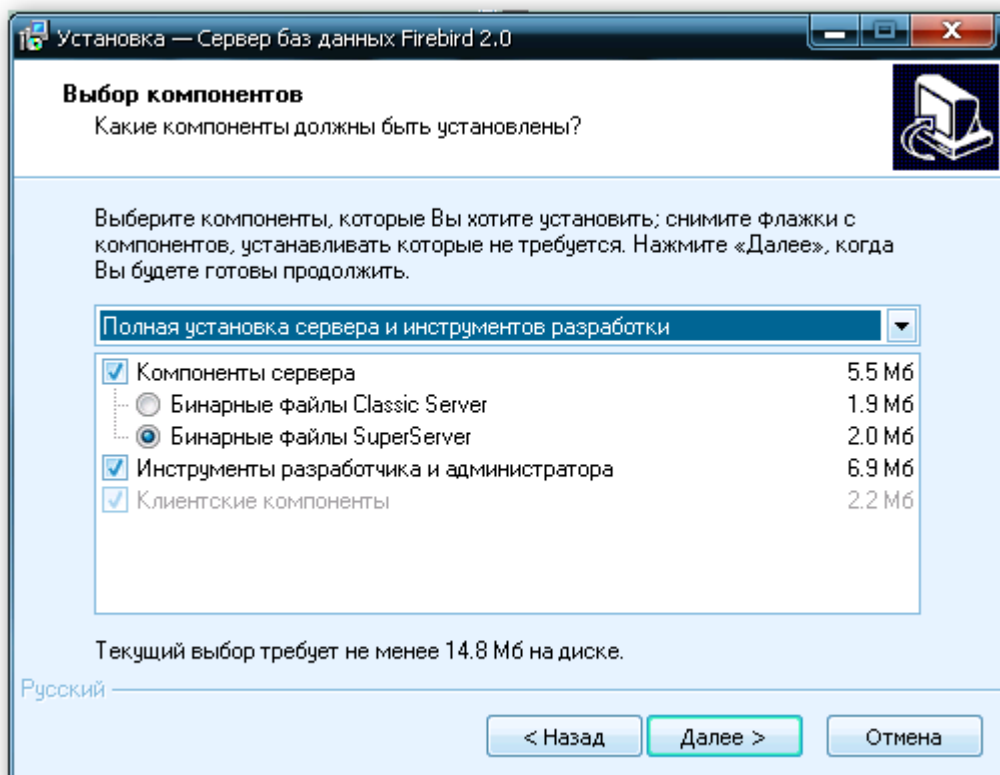 Установка — Сервер баз данных Firebird 2.0
Выбор компонентов
Какие компоненты должны быть установлены?
Выберите компоненты, которые Вы хотите установить; снимите флажки с
компонентов, устанавливать которые не требуется. Нажмите «Далее», когда
Вы будете готовы продолжить.
Полная установка сервера и инструментов разработки
Компоненты сервера 5.5 Мб
Бинарные файлы Classic Server 1.9 Мб
Бинарные файлы SuperServer 2.0 Мб
Инструменты разработчика и администратора 6.9 Мб
Клиентские компоненты 2.2 Мб
Текущий выбор требует не менее 14.8 Мб на диске.
Русский
< Назад Далее > Отмена